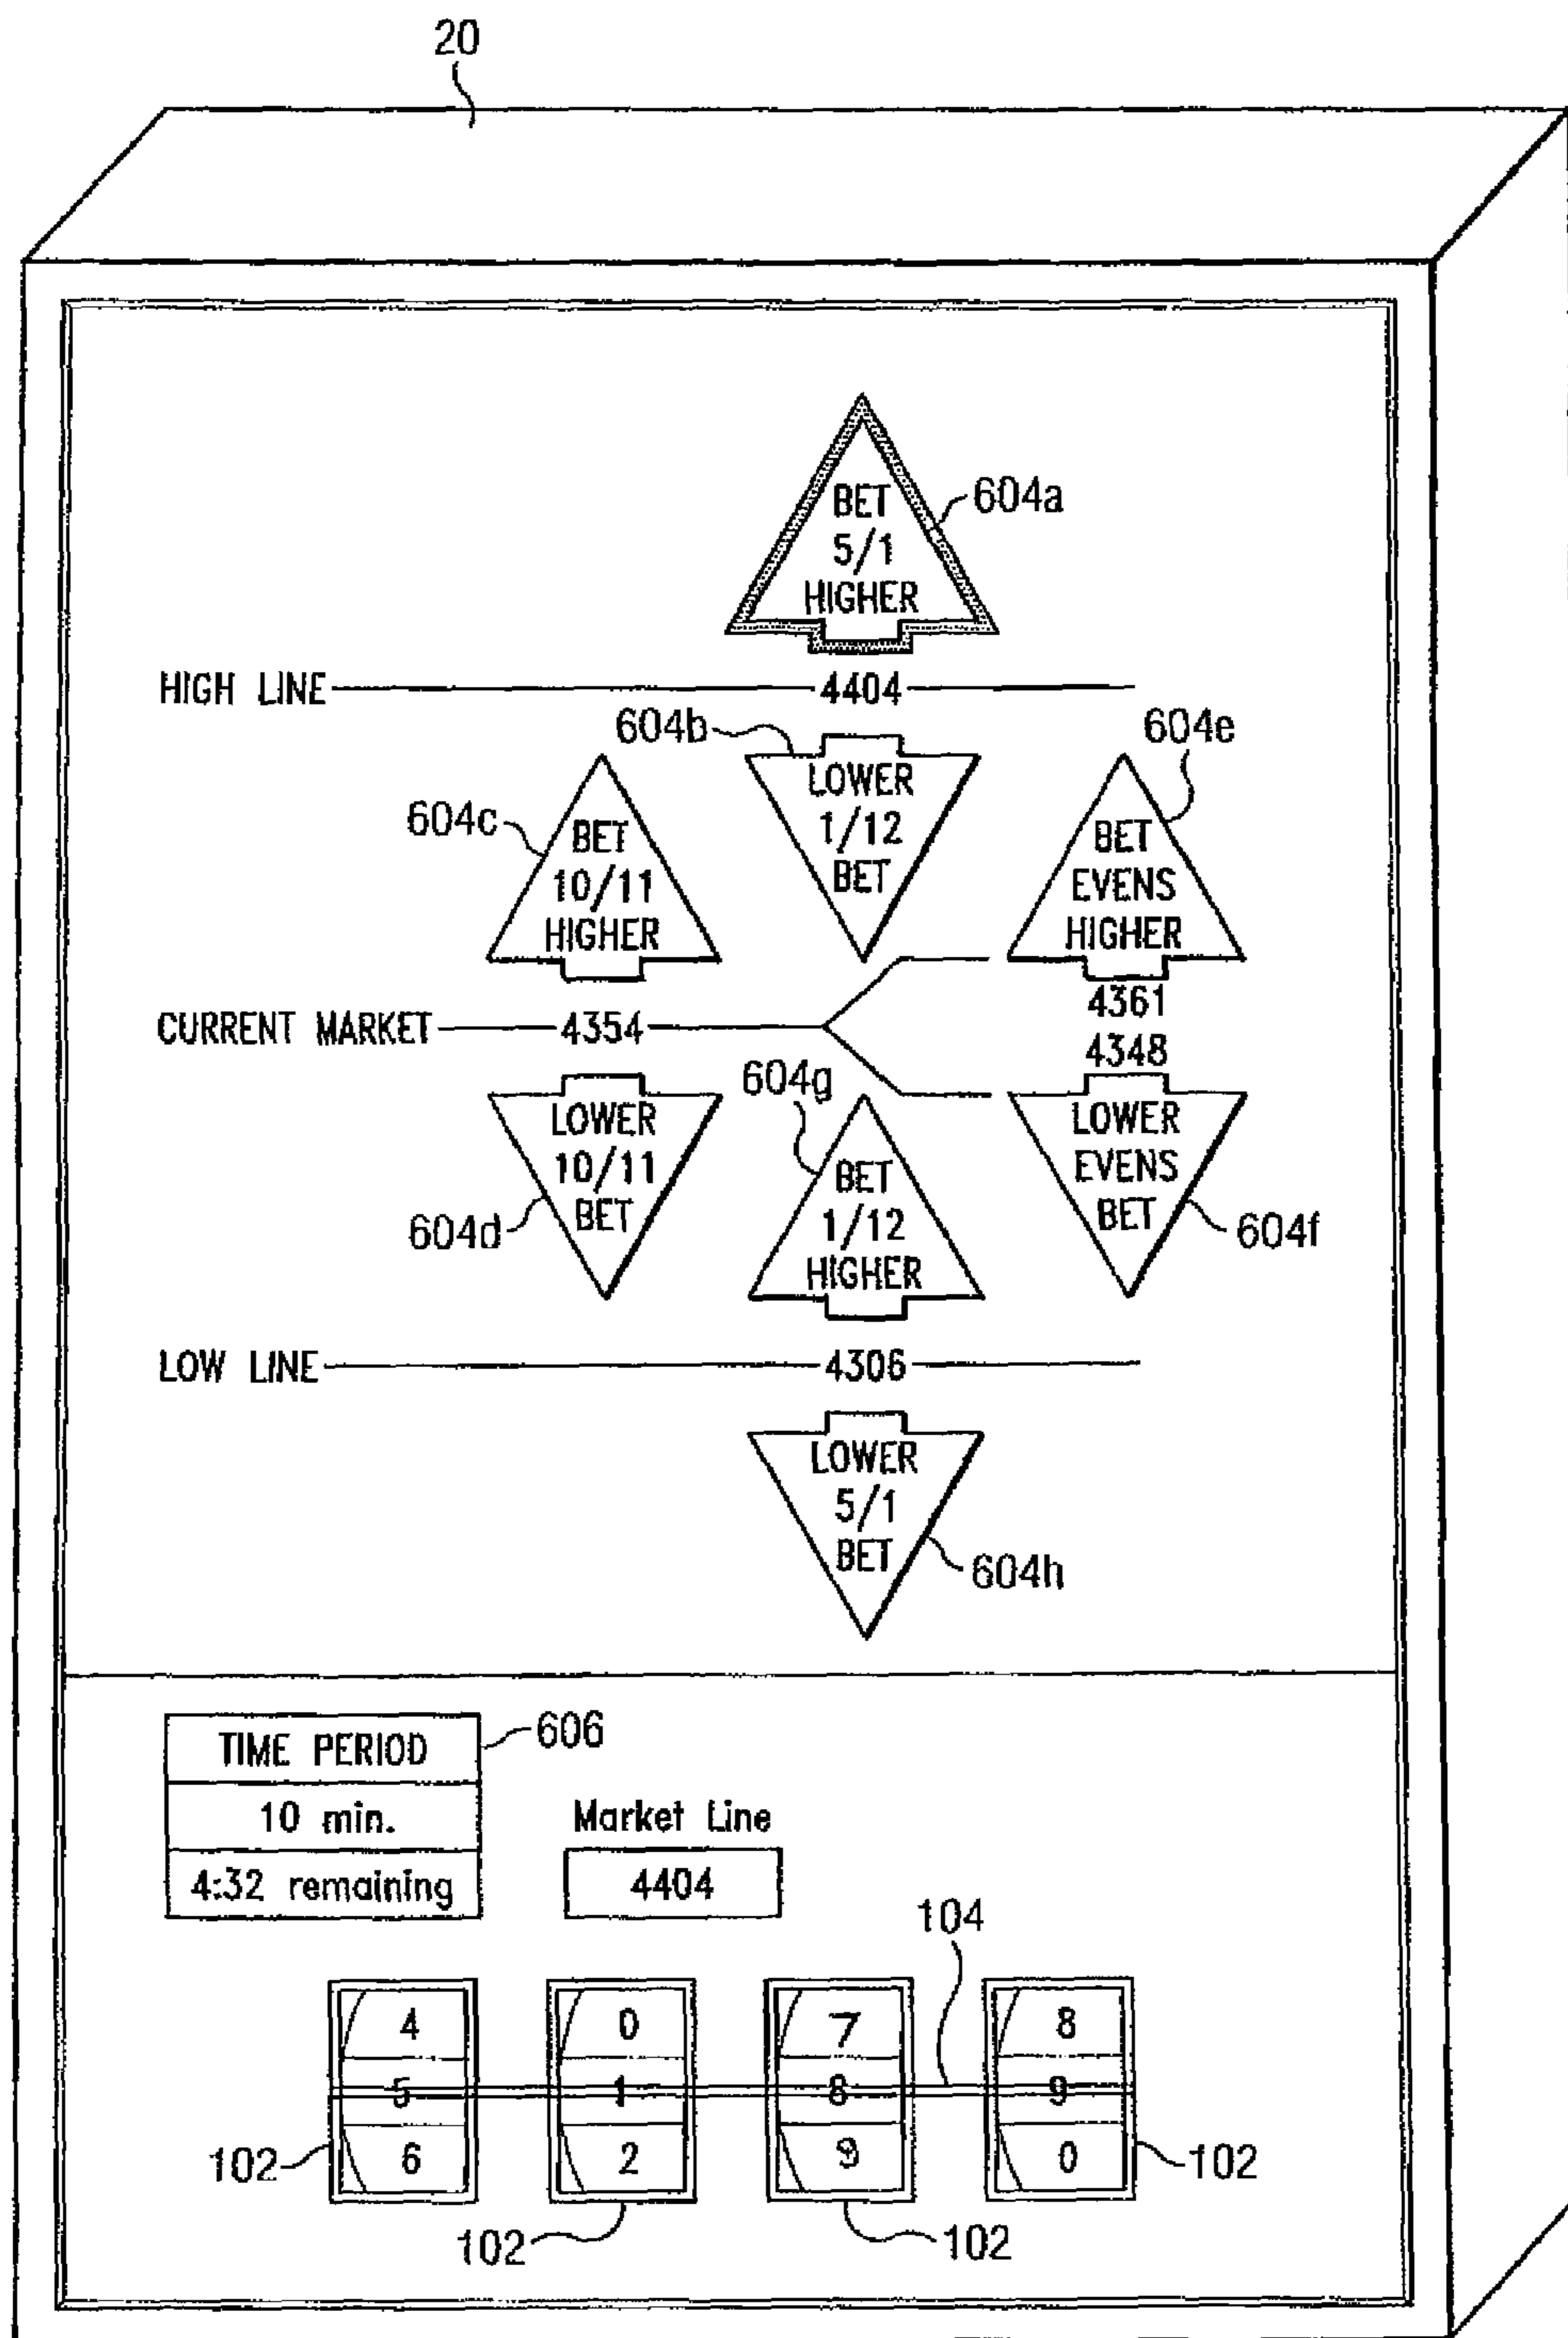 20
BET
5/1
HIGHER
604a
HIGH LINE 4404
604b
604e
LOWER
1/12
BET
604c
BET
10/11
HIGHER
BET
EVENS
HIGHER
4361
CURRENT MARKET 4354
4348
604g
LOWER
10/11
BET
604d
BET
1/12
HIGHER
LOWER
EVENS
BET
604f
LOW LINE 4306
LOWER
5/1
BET
604h
TIME PERIOD
606
10 min.
4:32 remaining
Market Line
4404
104
4 0 7 8
5 1 8 9
6 2 9 0
102 102
102 102